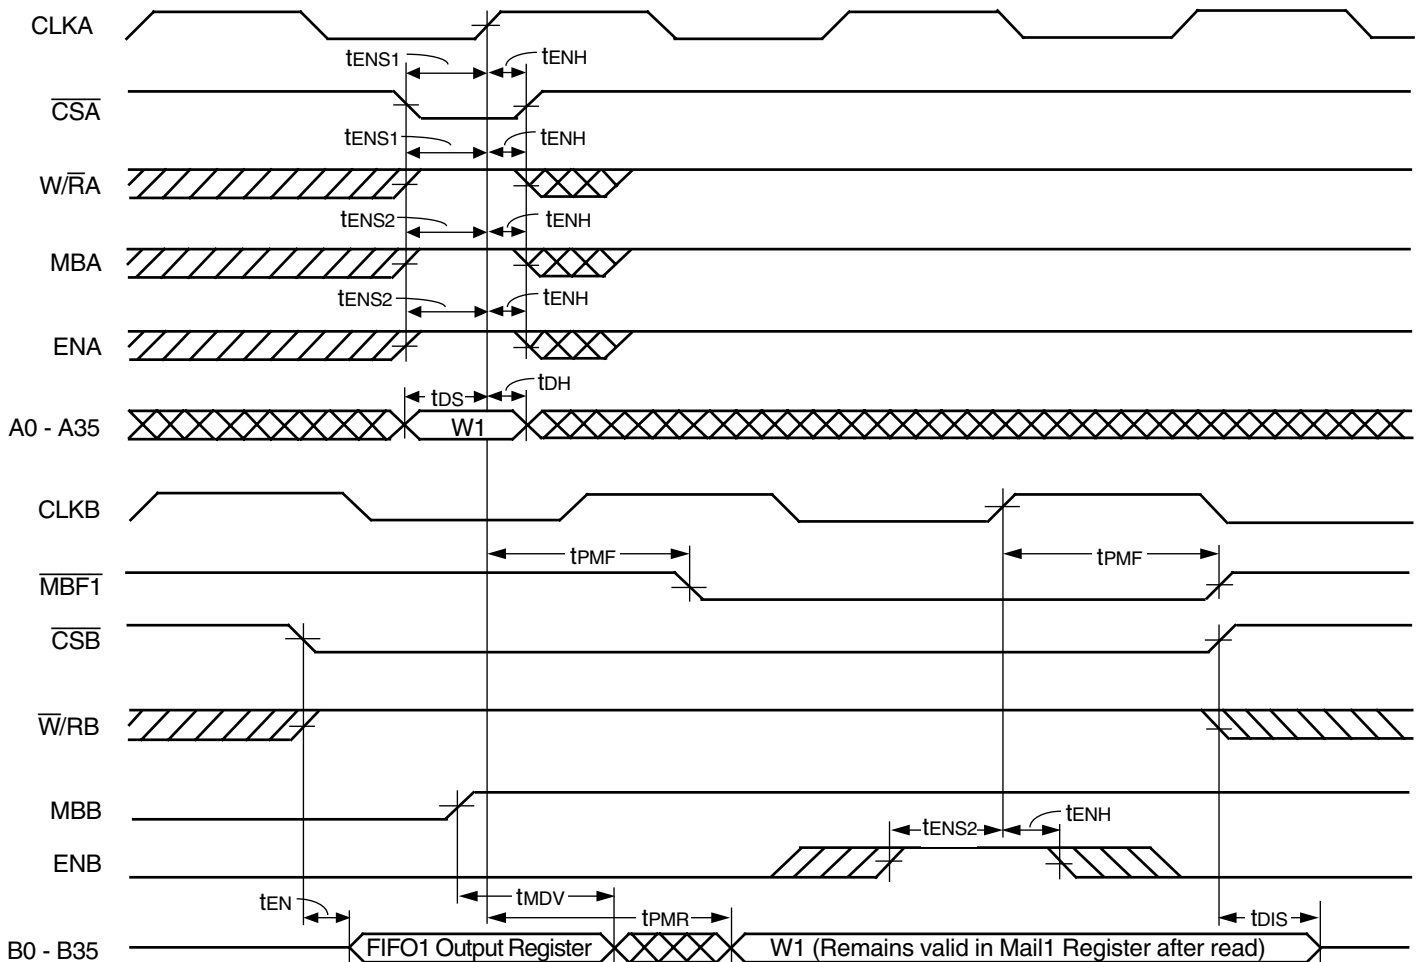 CLKA
tENS1 tENH
CSA
tENS1 tENH
W/RA
tENS2 tENH
MBA
tENS2 tENH
ENA
tDS tDH
A0 - A35 W1
CLKB
tPMF tPMF
MBF1
CSB
W/RB
MBB
tENS2 tENH
ENB
tEN tMDV tPMR tDIS
B0 - B35 FIFO1 Output Register W1 (Remains valid in Mail1 Register after read)